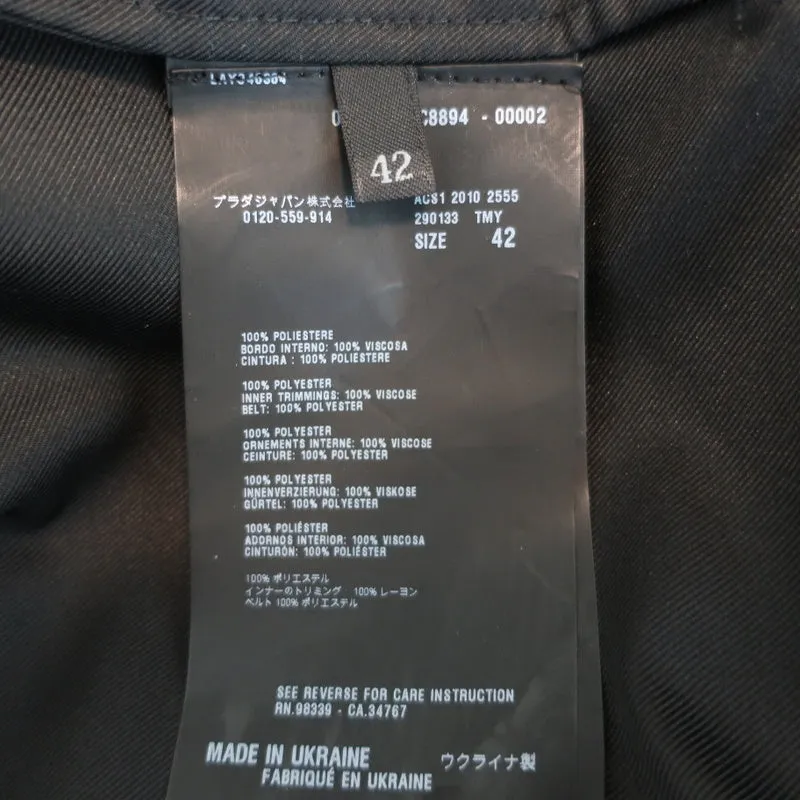 C8894 - 00002
42
プラダジャパン株式会社
0120-559-914
ACS1 2010 2555
290133 TMY
SIZE 42
100% POLIESTERE
BORDO INTERNO: 100% VISCOSA
CINTURA : 100% POLIESTERE
100% POLYESTER
INNER TRIMMINGS: 100% VISCOSE
BELT: 100% POLYESTER
100% POLYESTER
ORNEMENTS INTERNE: 100% VISCOSE
CEINTURE: 100% POLYESTER
100% POLYESTER
INNENVERZIERUNG: 100% VISKOSE
GÜRTEL: 100% POLYESTER
100% POLIÉSTER
ADORNOS INTERIOR: 100% VISCOSA
CINTURÓN: 100% POLIÉSTER
100% ポリエステル
インナーのトリミング 100% レーヨン
ベルト 100% ポリエステル
SEE REVERSE FOR CARE INSTRUCTION
RN.98339 - CA.34767
MADE IN UKRAINE ウクライナ製
FABRIQUÉ EN UKRAINE